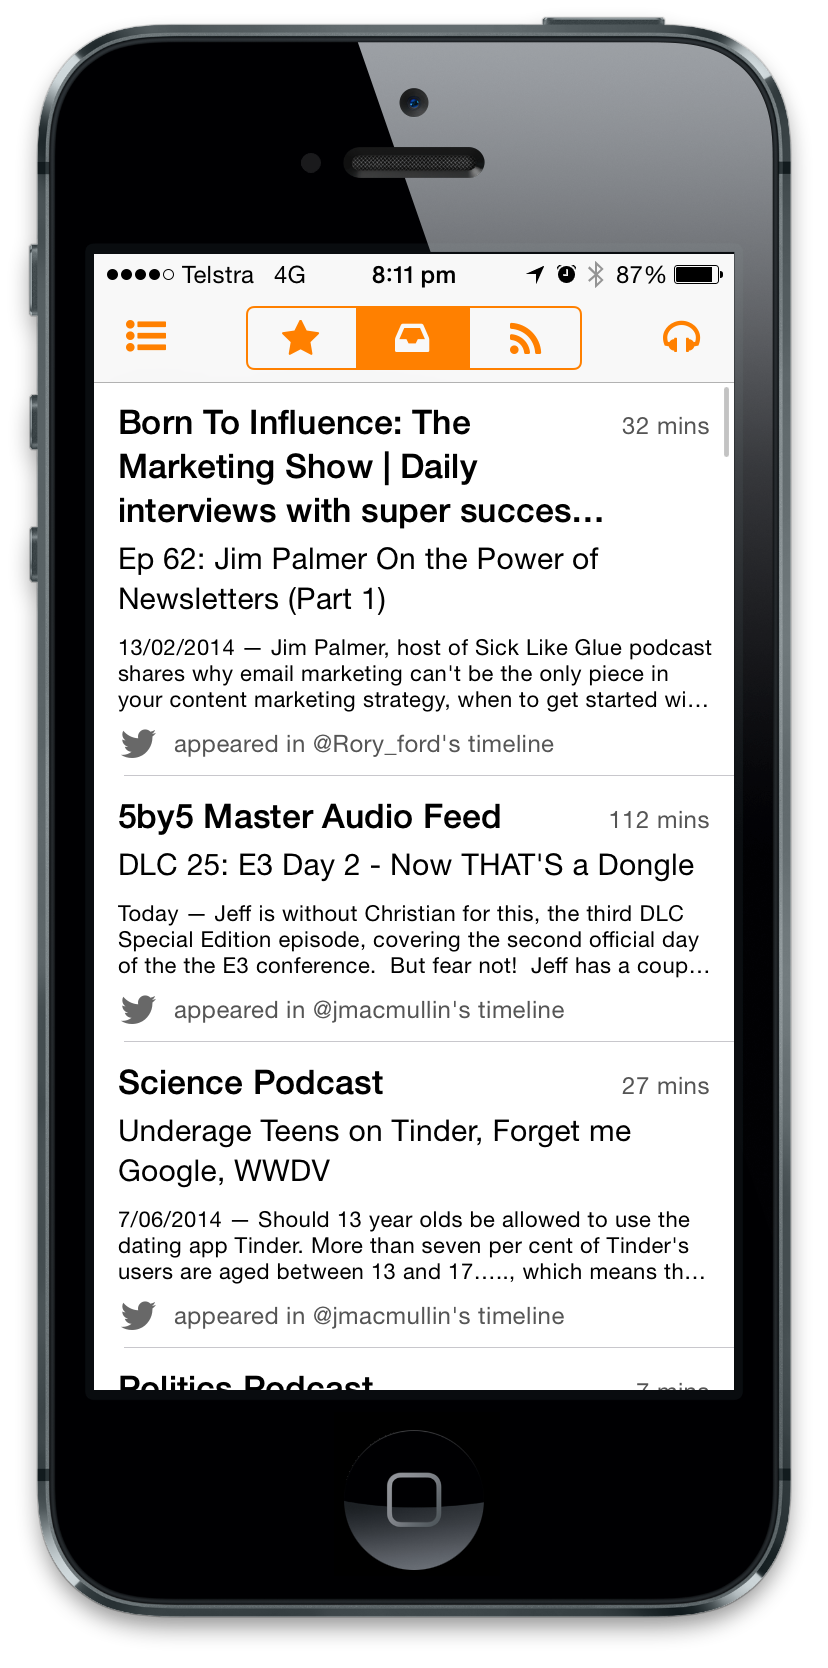 Telstra 4G 8:11 pm 87%
Born To Influence: The 32 mins
Marketing Show | Daily
interviews with super succes...
Ep 62: Jim Palmer On the Power of
Newsletters (Part 1)
13/02/2014 — Jim Palmer, host of Sick Like Glue podcast
shares why email marketing can't be the only piece in
your content marketing strategy, when to get started wi...
appeared in @Rory_ford's timeline
5by5 Master Audio Feed 112 mins
DLC 25: E3 Day 2 - Now THAT'S a Dongle
Today — Jeff is without Christian for this, the third DLC
Special Edition episode, covering the second official day
of the the E3 conference.  But fear not!  Jeff has a coup...
appeared in @jmacmullin's timeline
Science Podcast 27 mins
Underage Teens on Tinder, Forget me
Google, WWDV
7/06/2014 — Should 13 year olds be allowed to use the
dating app Tinder. More than seven per cent of Tinder's
users are aged between 13 and 17....., which means th...
appeared in @jmacmullin's timeline
Politics Podcast 7 mins